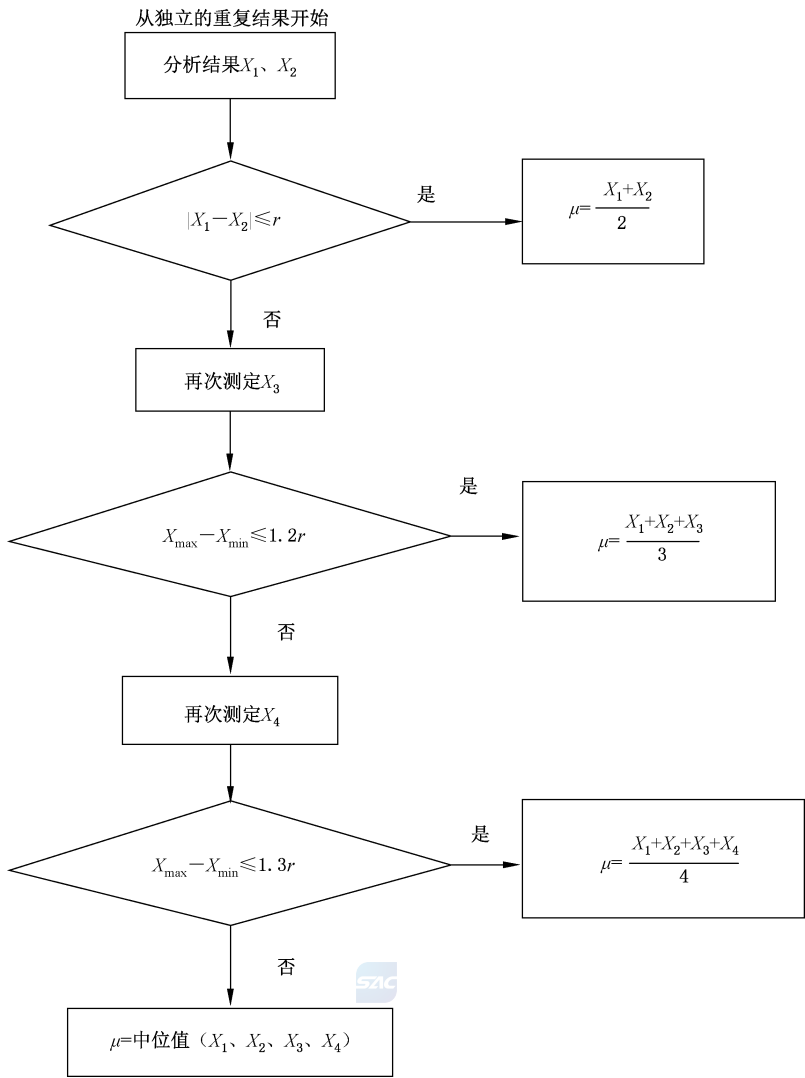 从独立的重复结果开始
分析结果X₁、X₂
|X₁-X₂|≤r
是
μ=(X₁+X₂)/2
否
再次测定X₃
Xmax-Xmin≤1.2r
是
μ=(X₁+X₂+X₃)/3
否
再次测定X₄
Xmax-Xmin≤1.3r
是
μ=(X₁+X₂+X₃+X₄)/4
否
SAC
μ=中位值（X₁、X₂、X₃、X₄）